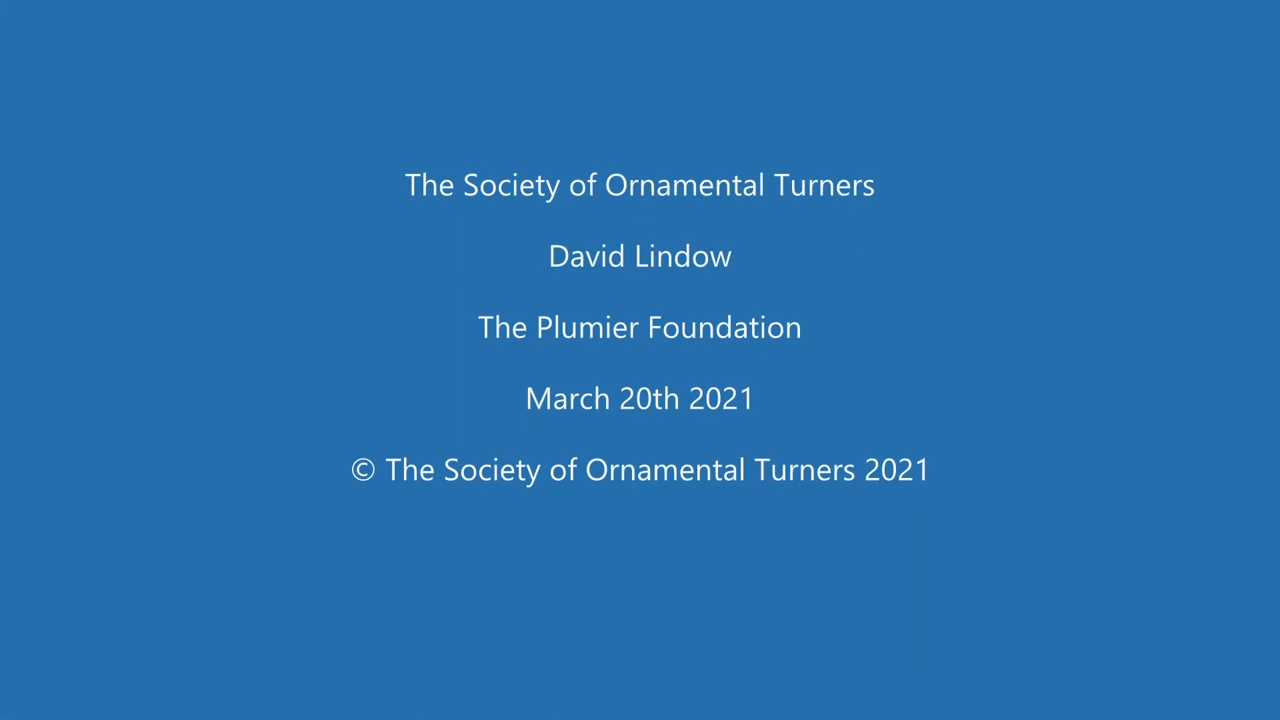 The Society of Ornamental Turners
David Lindow
The Plumier Foundation
March 20th 2021
© The Society of Ornamental Turners 2021